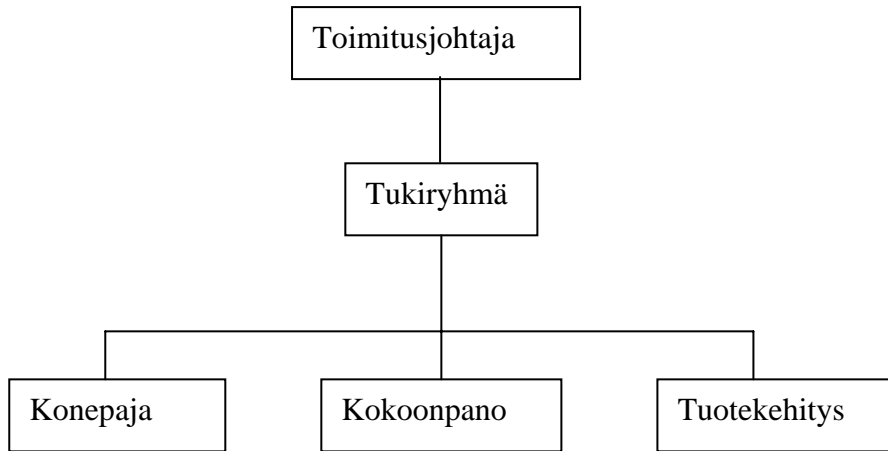 Toimitusjohtaja
Tukiryhmä
Konepaja
Kokoonpano
Tuotekehitys